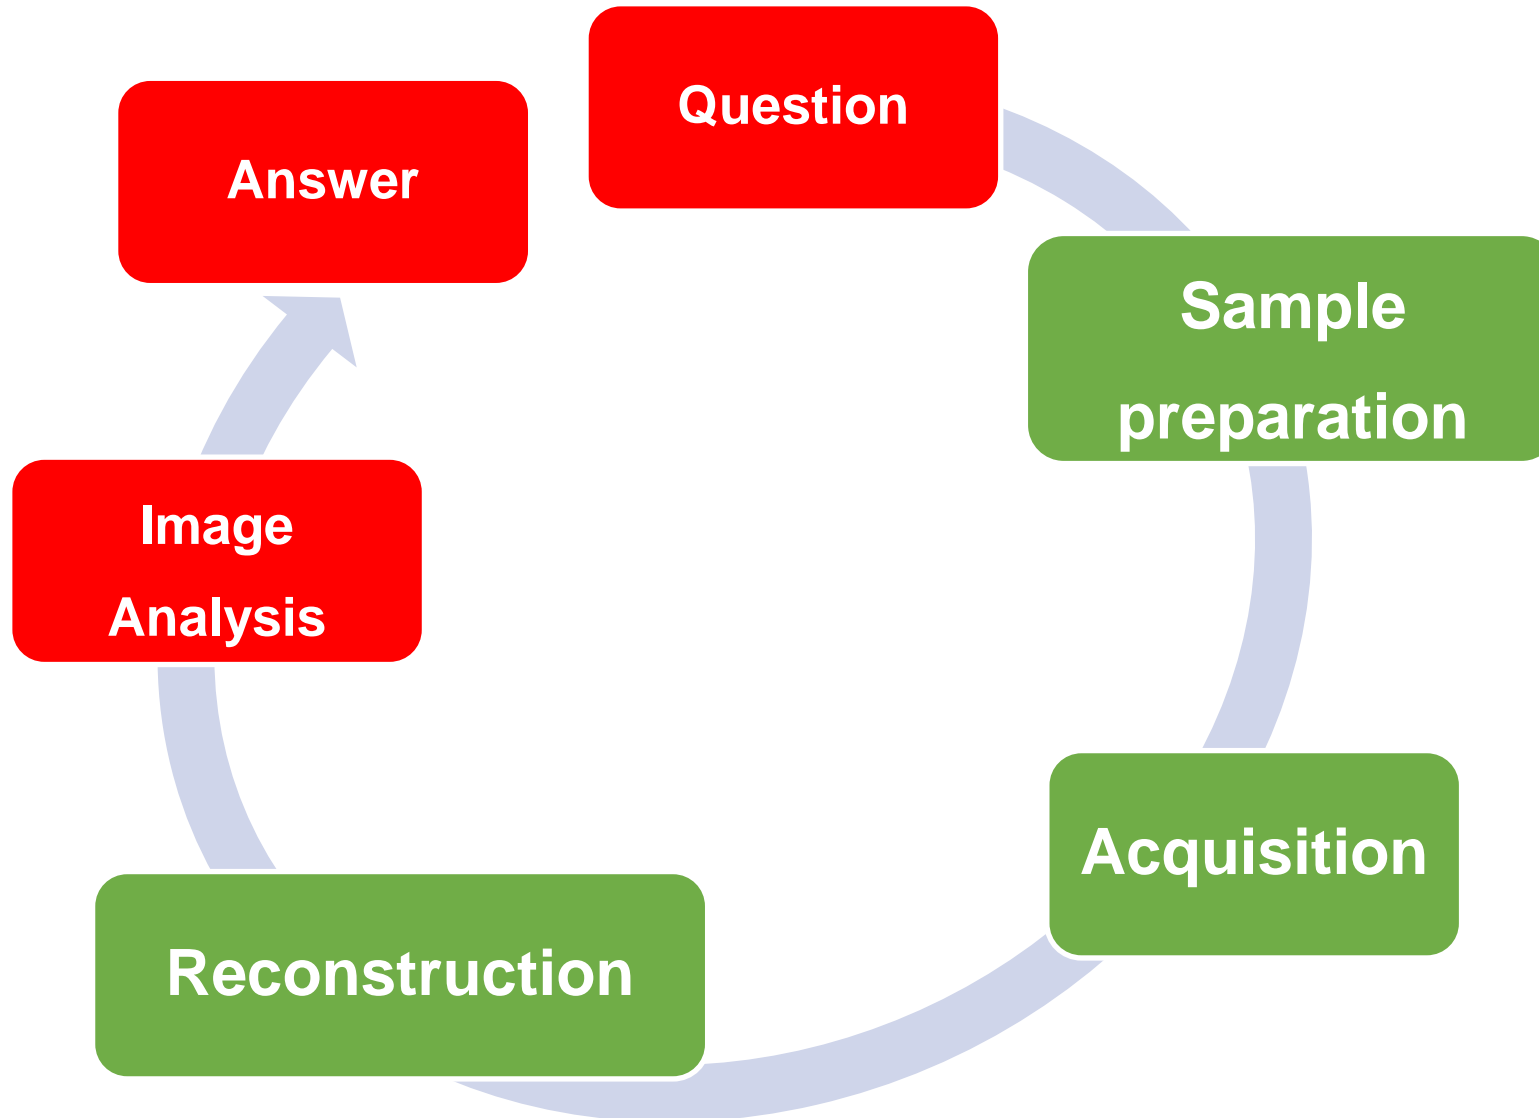 Question
Sample
preparation
Acquisition
Reconstruction
Image
Analysis
Answer